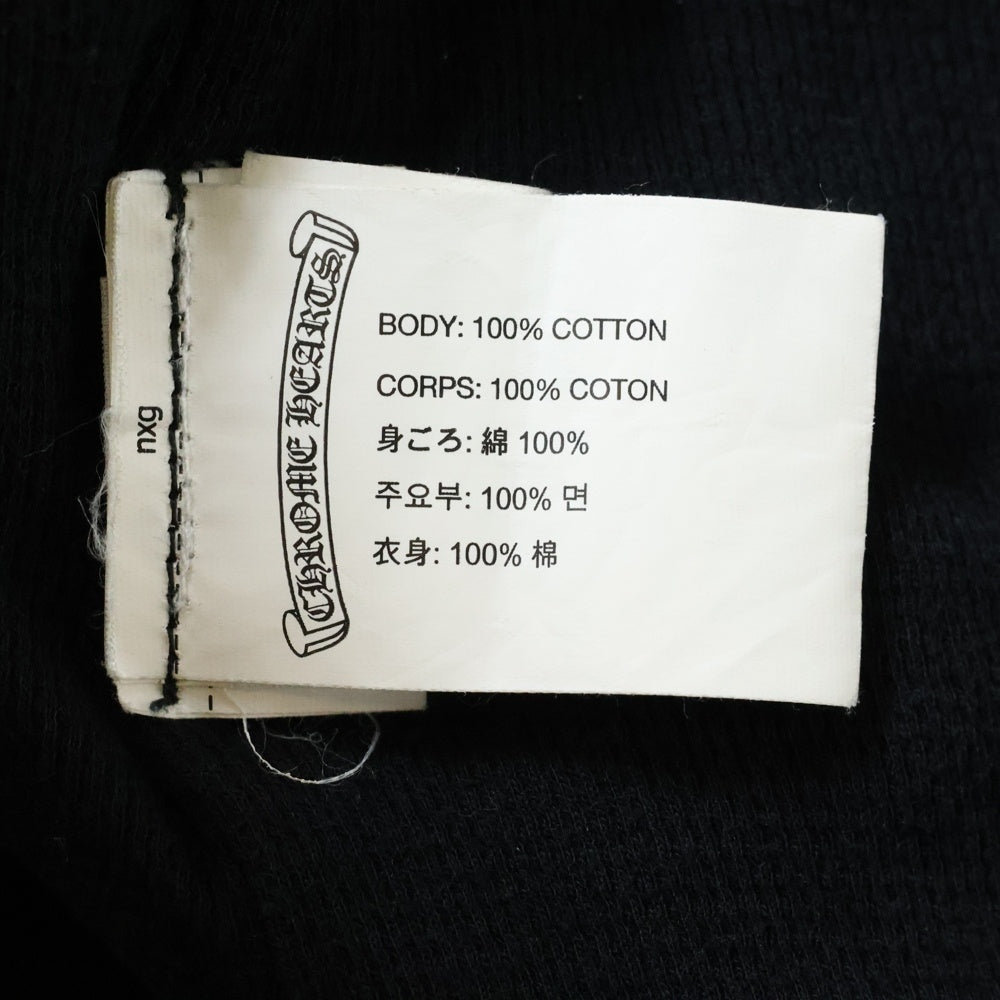 nxg
CHROME HEARTS
BODY: 100% COTTON
CORPS: 100% COTON
身ごろ: 綿 100%
주요부: 100% 면
衣身: 100% 棉